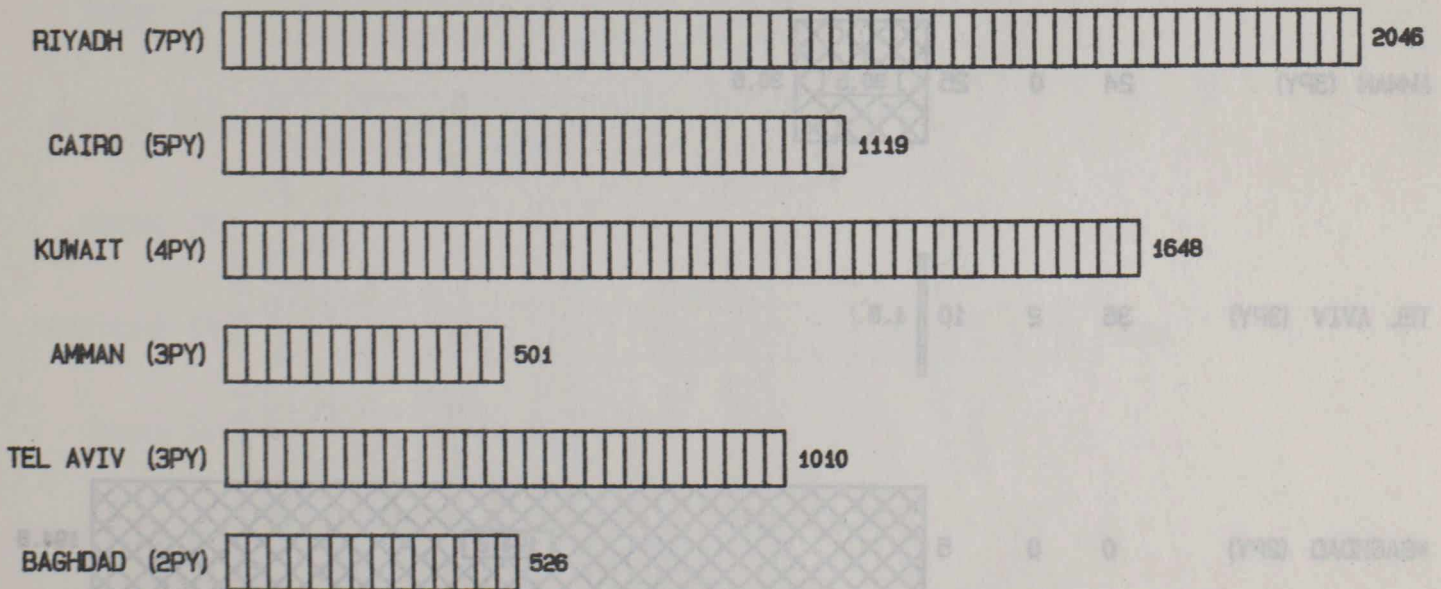 RIYADH (7PY) 2046
CAIRO (5PY) 1119
KUWAIT (4PY) 1648
AMMAN (3PY) 501
TEL AVIV (3PY) 1010
BAGHDAD (2PY) 526